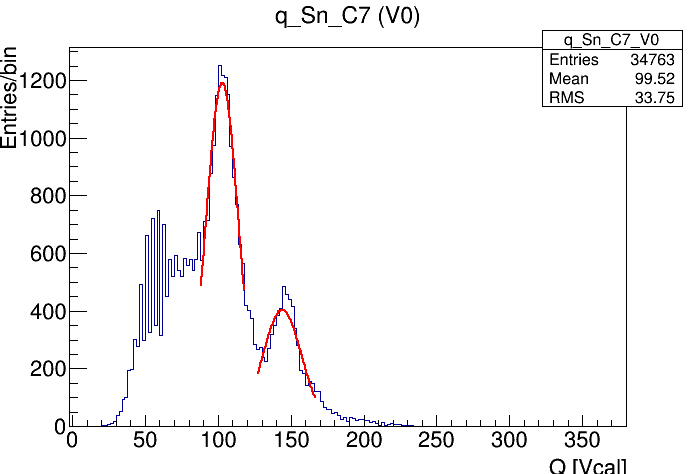 q_Sn_C7 (V0)
q_Sn_C7_V0
Entries 34763
Mean 99.52
RMS 33.75
Entries/bin
1200
1000
800
600
400
200
0
0 50 100 150 200 250 300 350
Q [Vcal]